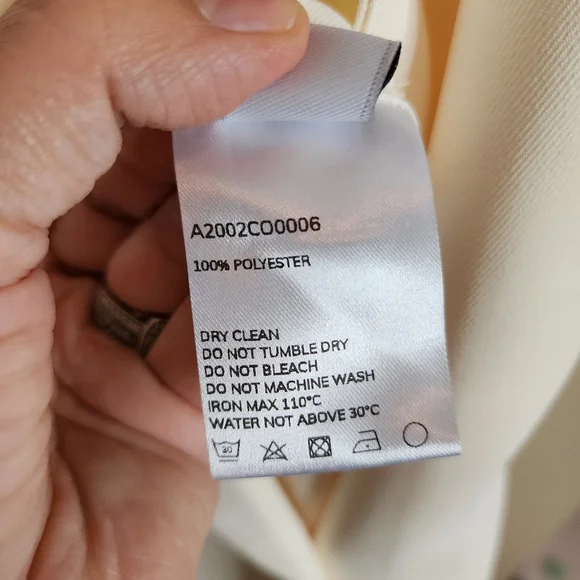 A2002CO0006
100% POLYESTER
DRY CLEAN
DO NOT TUMBLE DRY
DO NOT BLEACH
DO NOT MACHINE WASH
IRON MAX 110°C
WATER NOT ABOVE 30°C
30